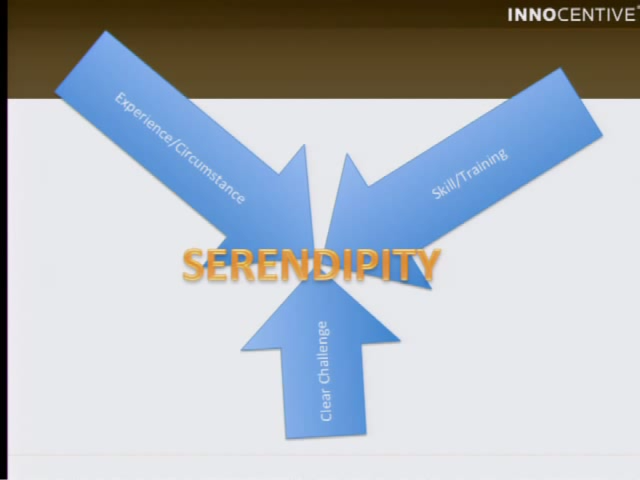 INNOCENTIVE
Experience/Circumstance
Skill/Training
SERENDIPITY
Clear Challenge